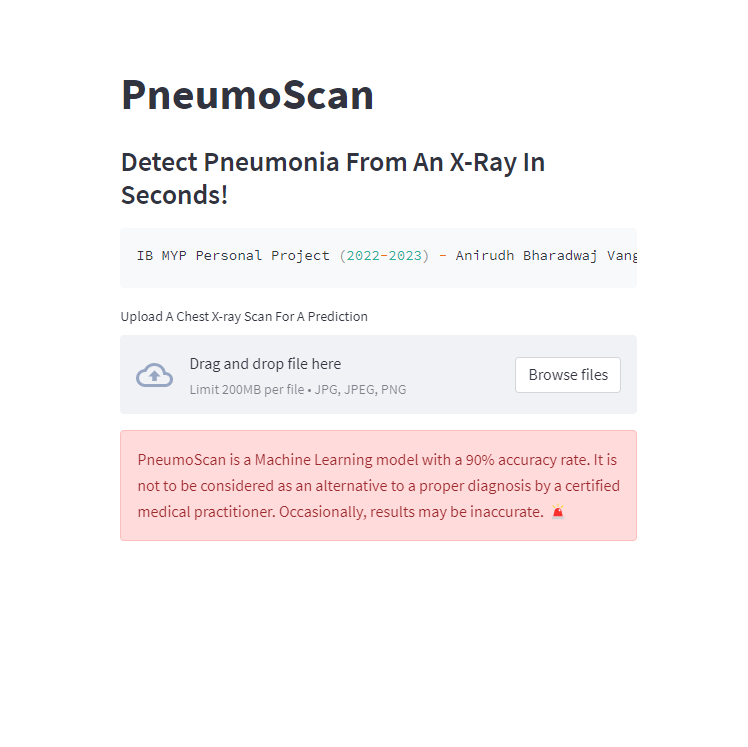 PneumoScan
Detect Pneumonia From An X-Ray In
Seconds!
IB MYP Personal Project (2022-2023) - Anirudh Bharadwaj Vang
Upload A Chest X-ray Scan For A Prediction
Drag and drop file here
Limit 200MB per file • JPG, JPEG, PNG
Browse files
PneumoScan is a Machine Learning model with a 90% accuracy rate. It is
not to be considered as an alternative to a proper diagnosis by a certified
medical practitioner. Occasionally, results may be inaccurate.